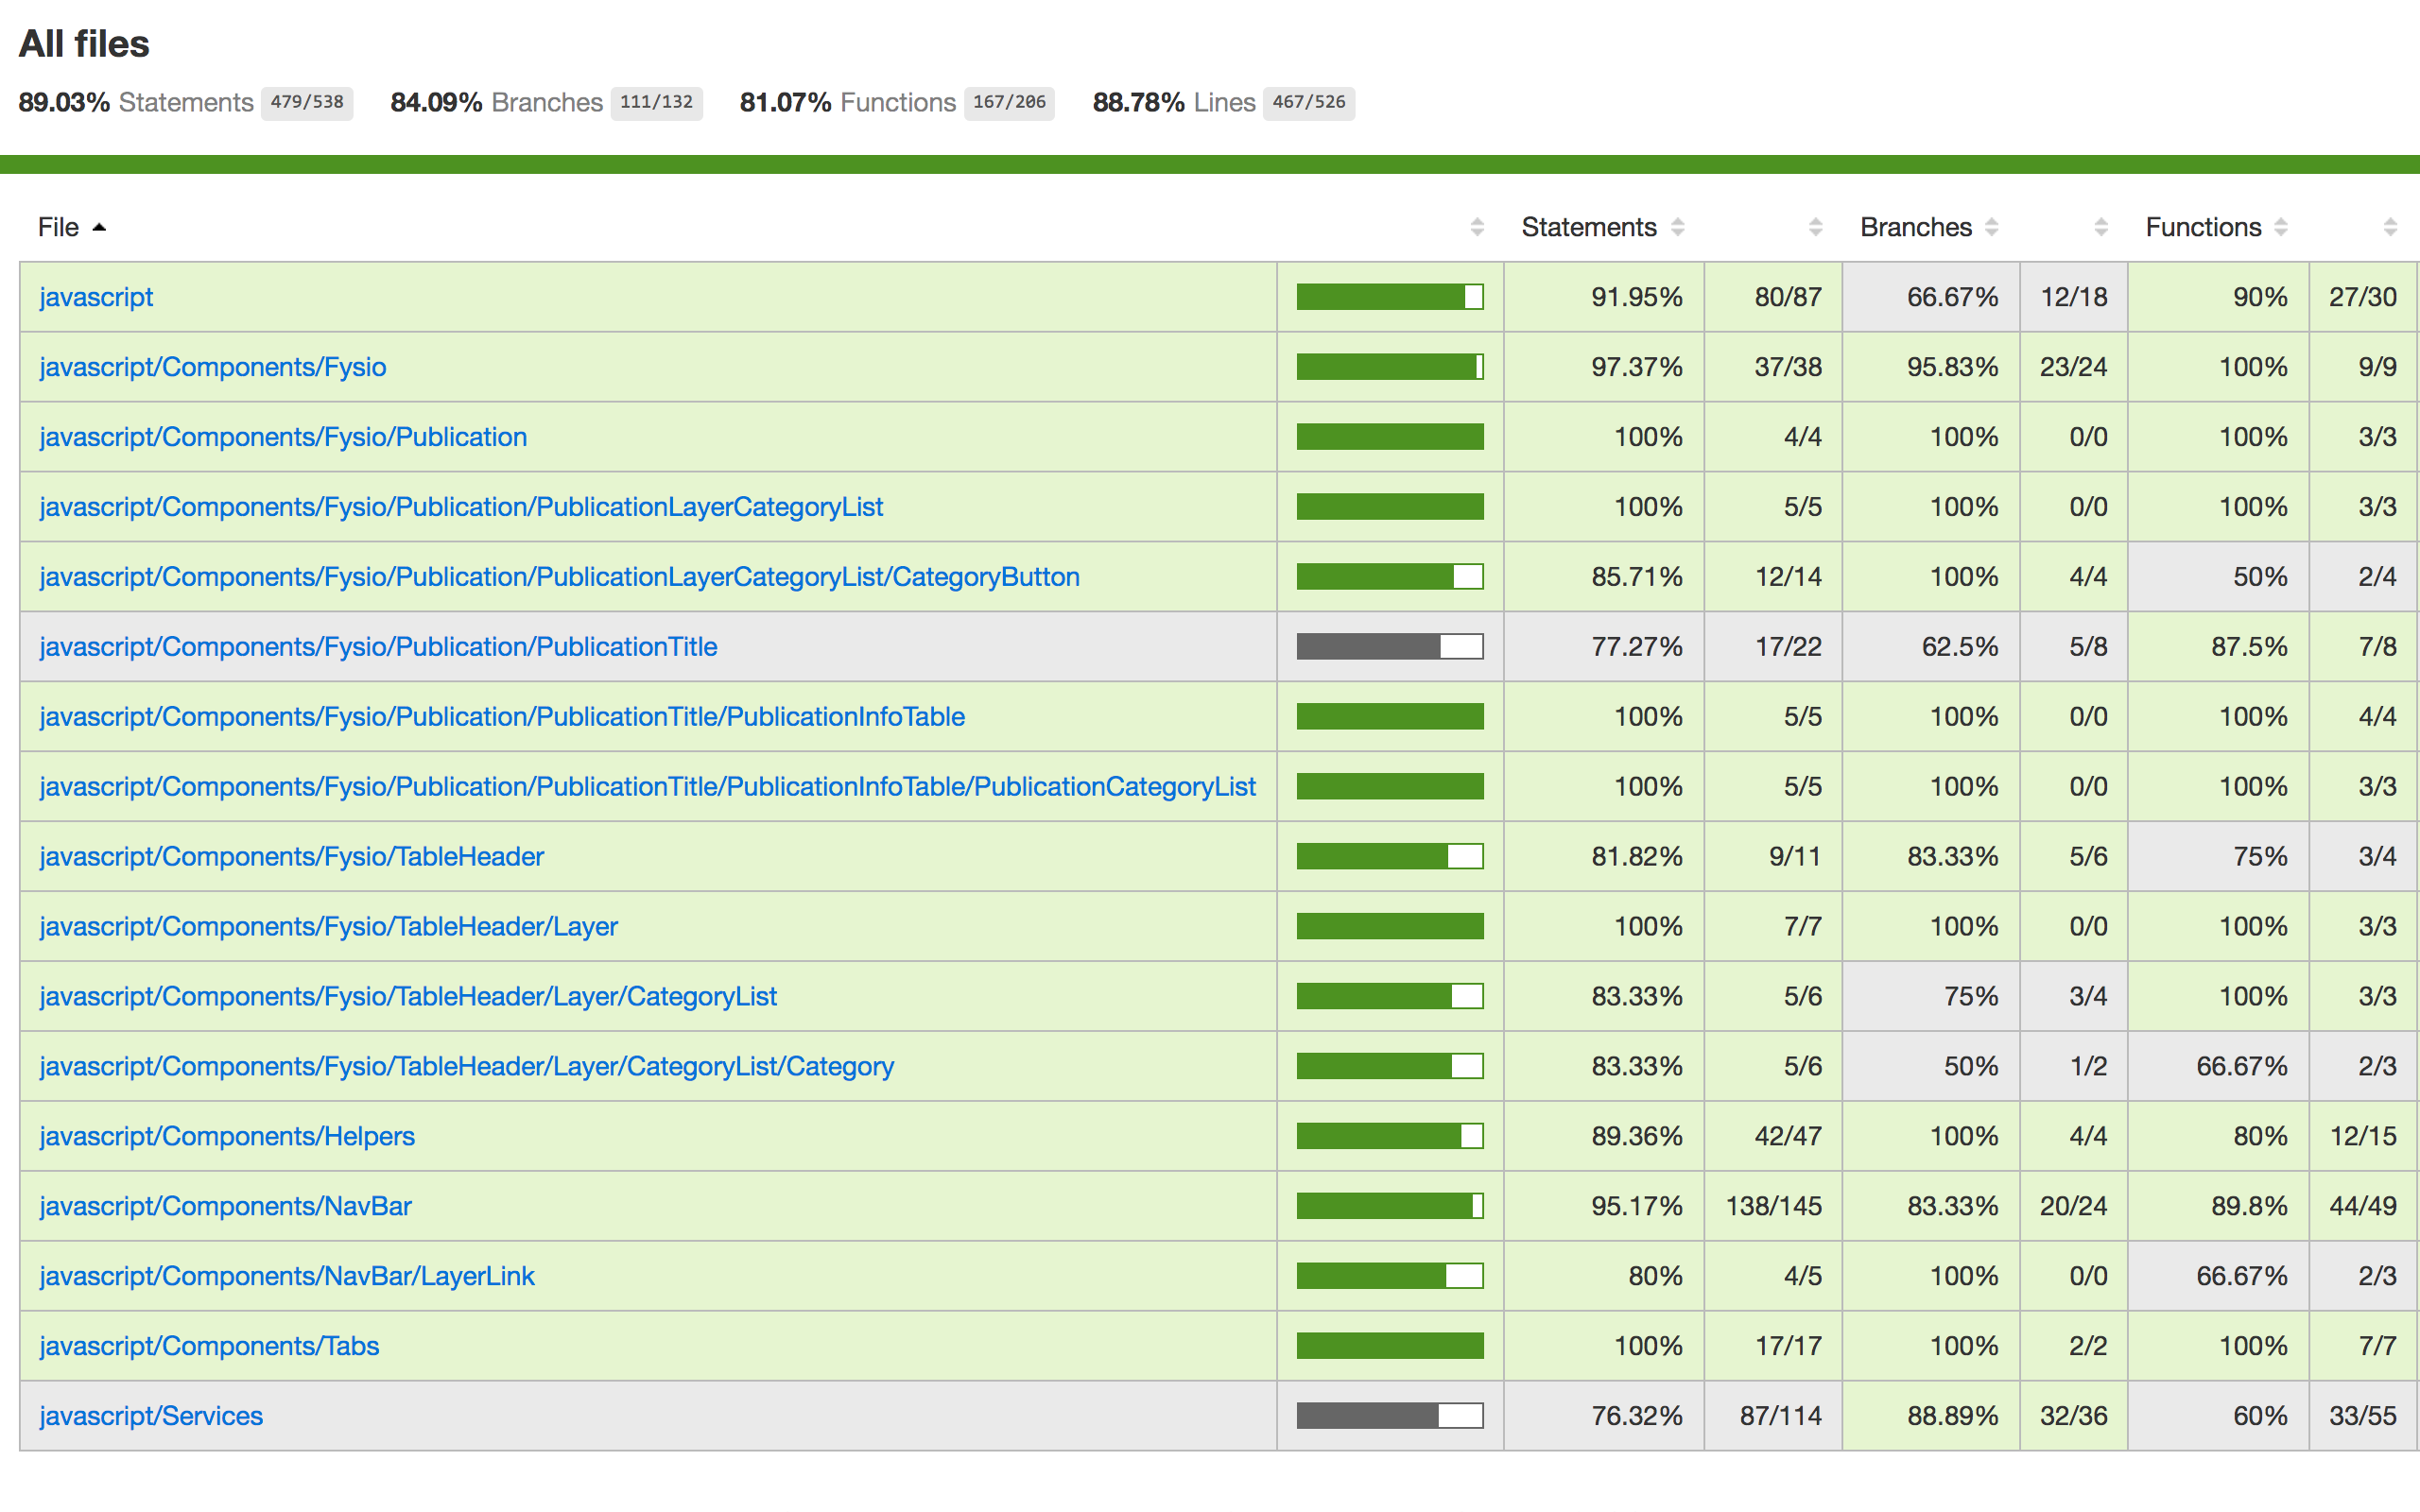 All files
89.03% Statements 479/538 84.09% Branches 111/132 81.07% Functions 167/206 88.78% Lines 467/526
File Statements Branches Functions
javascript 91.95% 80/87 66.67% 12/18 90% 27/30
javascript/Components/Fysio 97.37% 37/38 95.83% 23/24 100% 9/9
javascript/Components/Fysio/Publication 100% 4/4 100% 0/0 100% 3/3
javascript/Components/Fysio/Publication/PublicationLayerCategoryList 100% 5/5 100% 0/0 100% 3/3
javascript/Components/Fysio/Publication/PublicationLayerCategoryList/CategoryButton 85.71% 12/14 100% 4/4 50% 2/4
javascript/Components/Fysio/Publication/PublicationTitle 77.27% 17/22 62.5% 5/8 87.5% 7/8
javascript/Components/Fysio/Publication/PublicationTitle/PublicationInfoTable 100% 5/5 100% 0/0 100% 4/4
javascript/Components/Fysio/Publication/PublicationTitle/PublicationInfoTable/PublicationCategoryList 100% 5/5 100% 0/0 100% 3/3
javascript/Components/Fysio/TableHeader 81.82% 9/11 83.33% 5/6 75% 3/4
javascript/Components/Fysio/TableHeader/Layer 100% 7/7 100% 0/0 100% 3/3
javascript/Components/Fysio/TableHeader/Layer/CategoryList 83.33% 5/6 75% 3/4 100% 3/3
javascript/Components/Fysio/TableHeader/Layer/CategoryList/Category 83.33% 5/6 50% 1/2 66.67% 2/3
javascript/Components/Helpers 89.36% 42/47 100% 4/4 80% 12/15
javascript/Components/NavBar 95.17% 138/145 83.33% 20/24 89.8% 44/49
javascript/Components/NavBar/LayerLink 80% 4/5 100% 0/0 66.67% 2/3
javascript/Components/Tabs 100% 17/17 100% 2/2 100% 7/7
javascript/Services 76.32% 87/114 88.89% 32/36 60% 33/55